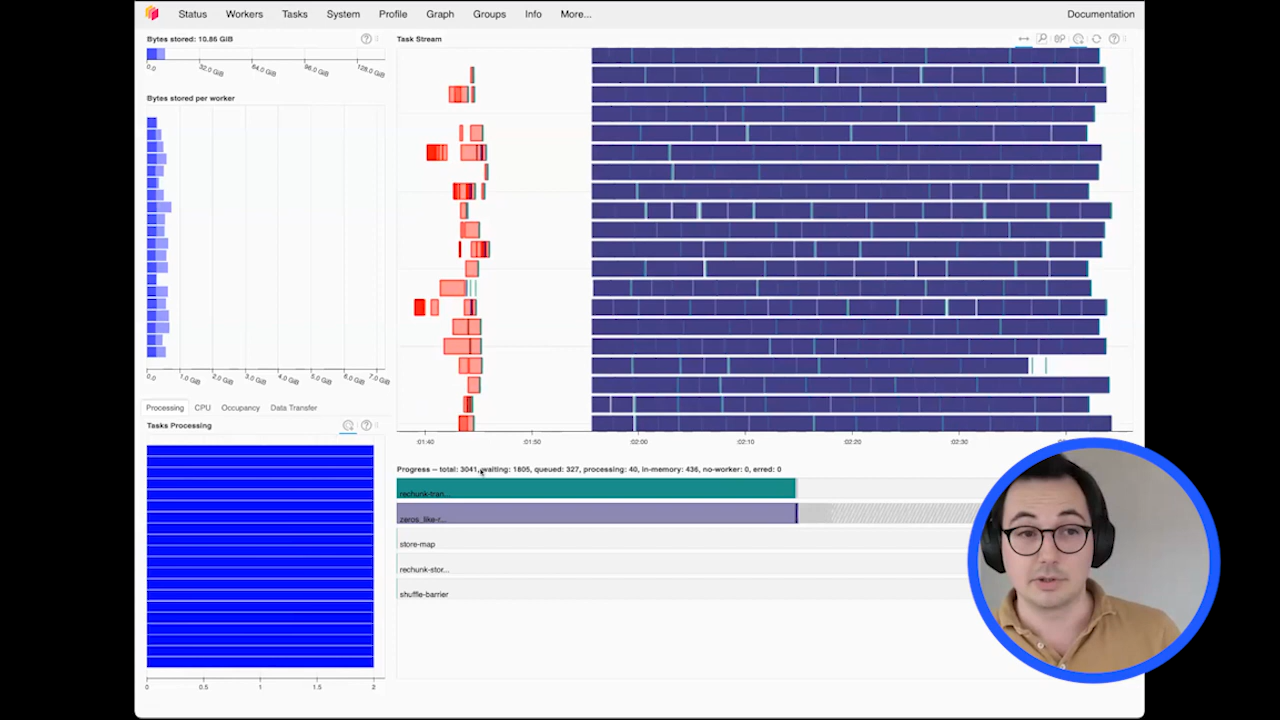 Status Workers Tasks System Profile Graph Groups Info More... Documentation
Bytes stored: 10.86 GiB
0.0 32.0 GiB 64.0 GiB 96.0 GiB 128.0 GiB
Bytes stored per worker
0.0 1.0 GiB 2.0 GiB 3.0 GiB 4.0 GiB 5.0 GiB 6.0 GiB 7.0 GiB
Processing CPU Occupancy Data Transfer
Tasks Processing
0 0.5 1 1.5 2
Task Stream
:01:40 :01:50 :02:00 :02:10 :02:20 :02:30
Progress -- total: 3041, waiting: 1805, queued: 327, processing: 40, in-memory: 436, no-worker: 0, erred: 0
rechunk-tran...
zeros_like-r...
store-map
rechunk-stor...
shuffle-barrier